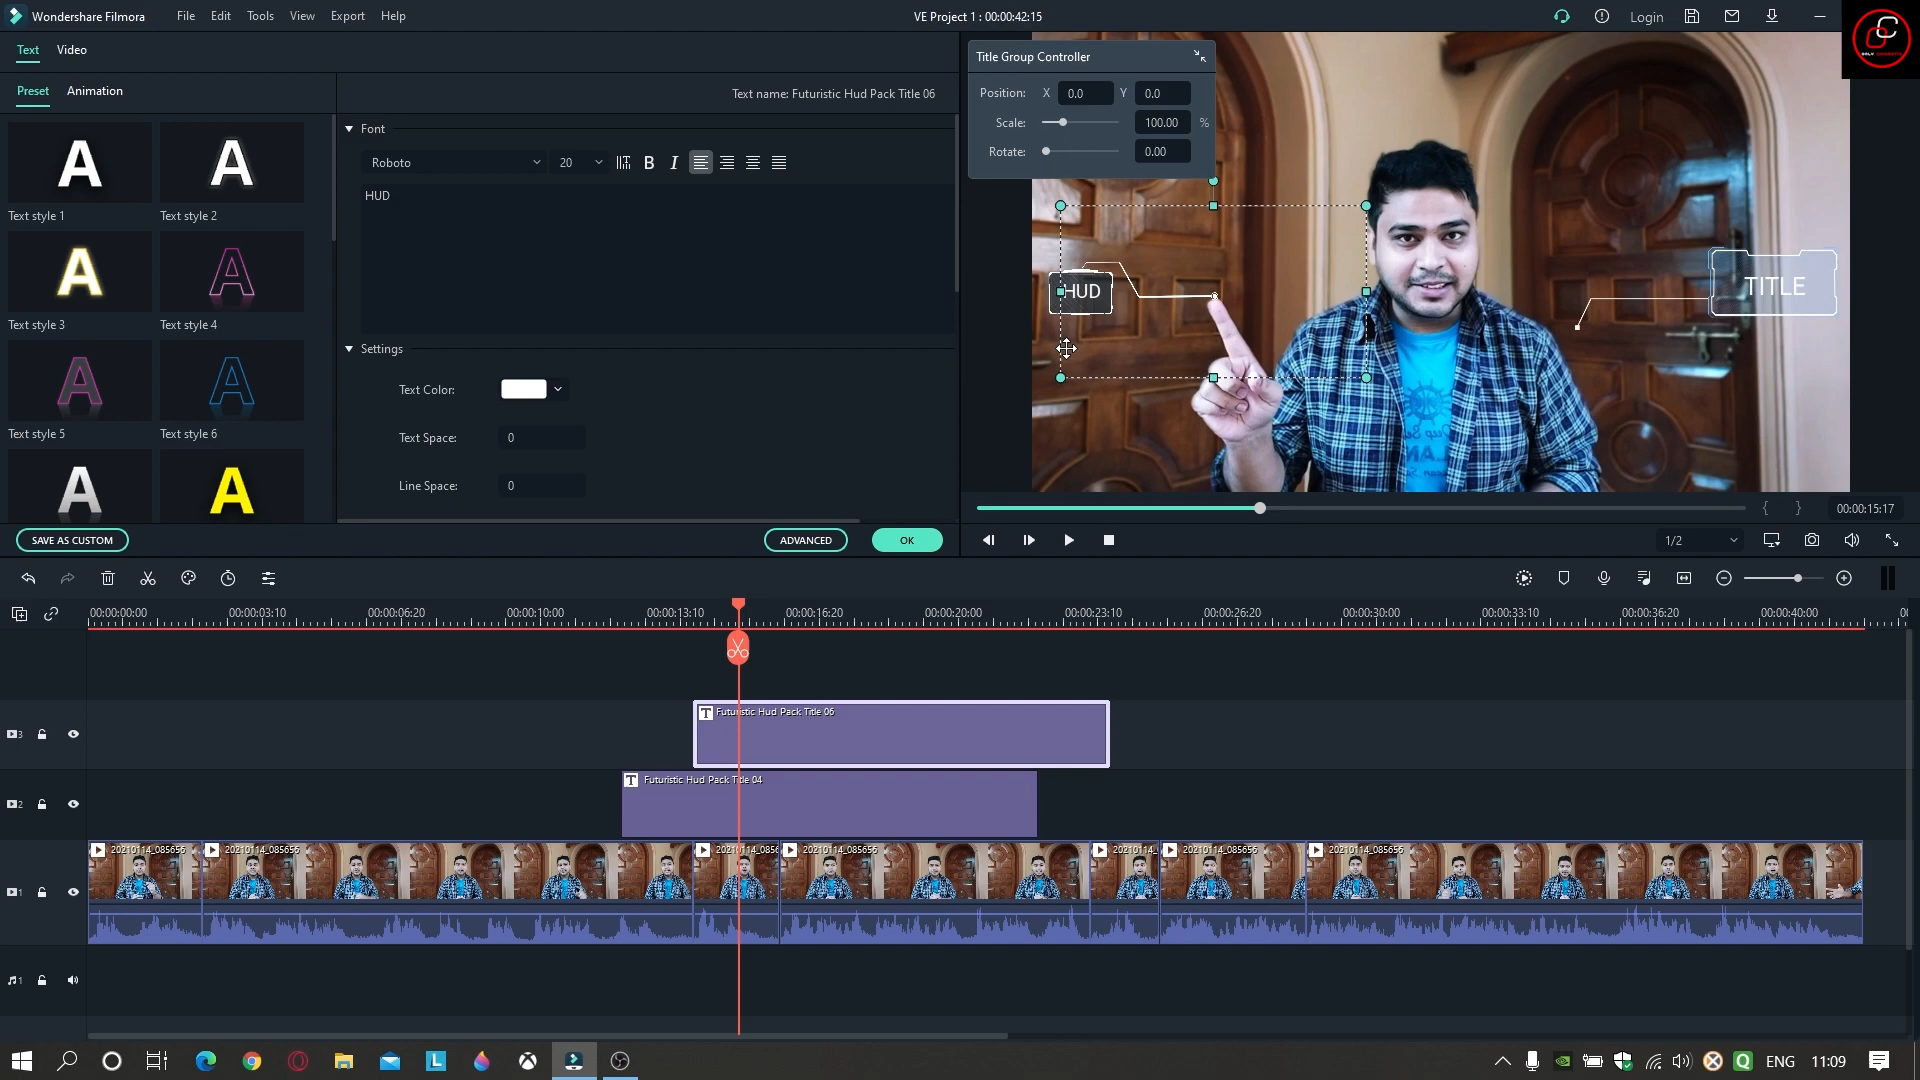 Wondershare Filmora
File Edit Tools View Export Help
VE Project 1 : 00:00:42:15
Login
Text Video
Preset Animation
Text name: Futuristic Hud Pack Title 06
A A
Text style 1 Text style 2
A A
Text style 3 Text style 4
A A
Text style 5 Text style 6
A A
Font
Roboto 20 B I
HUD
Settings
Text Color:
Text Space: 0
Line Space: 0
SAVE AS CUSTOM ADVANCED OK
Title Group Controller
Position: X 0.0 Y 0.0
Scale: 100.00 %
Rotate: 0.00
HUD
TITLE
{ } 00:00:15:17
1/2
00:00:00:00 00:00:03:10 00:00:06:20 00:00:10:00 00:00:13:10 00:00:16:20 00:00:20:00 00:00:23:10 00:00:26:20 00:00:30:00 00:00:33:10 00:00:36:20 00:00:40:00
3 T Futuristic Hud Pack Title 06
2 T Futuristic Hud Pack Title 04
1 20210114_085656 20210114_085656 20210114_085656 20210114_ 20210114_085656 20210114_085656
1
ENG 11:09